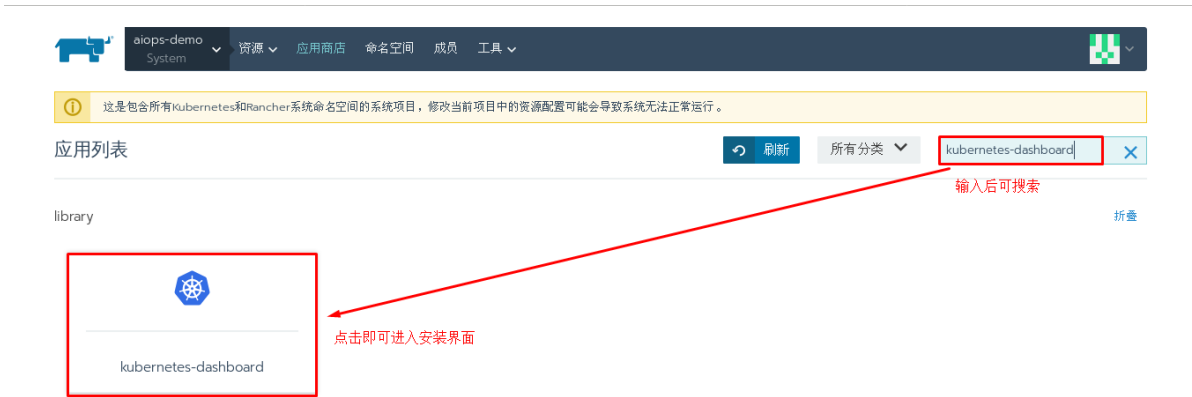 aiops-demo
System
资源
应用商店
命名空间
成员
工具
这是包含所有Kubernetes和Rancher系统命名空间的系统项目，修改当前项目中的资源配置可能会导致系统无法正常运行。
应用列表
刷新
所有分类
kubernetes-dashboard
输入后可搜索
library
折叠
点击即可进入安装界面
kubernetes-dashboard